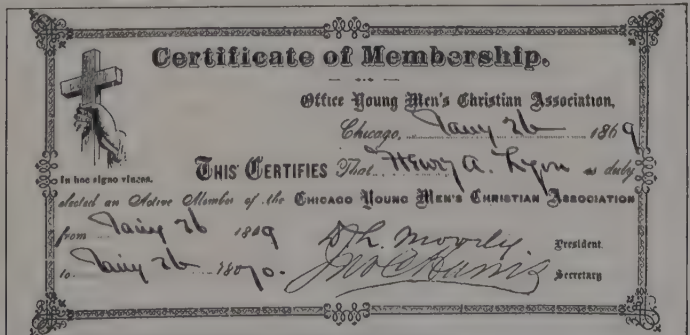 Certificate of Membership.
Office Young Men's Christian Association,
Chicago, Jany 26 1869
THIS CERTIFIES That Henry A. Lyon is duly
In hoc signo vinces.
elected an Active Member of the CHICAGO YOUNG MEN'S CHRISTIAN ASSOCIATION
from Jany 26 1869 D. L. Moody President.
to Jany 26 1870. Secretary